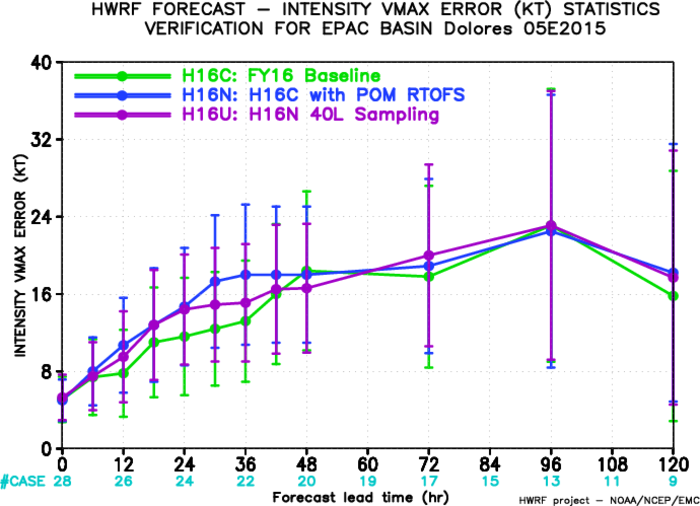 HWRF FORECAST – INTENSITY VMAX ERROR (KT) STATISTICS
VERIFICATION FOR EPAC BASIN Dolores 05E2015
H16C: FY16 Baseline
H16N: H16C with POM RTOFS
H16U: H16N 40L Sampling
INTENSITY VMAX ERROR (KT)
40
32
24
16
8
0
0 12 24 36 48 60 72 84 96 108 120
#CASE 28 26 24 22 20 19 17 15 13 11 9
Forecast lead time (hr)
HWRF project – NOAA/NCEP/EMC